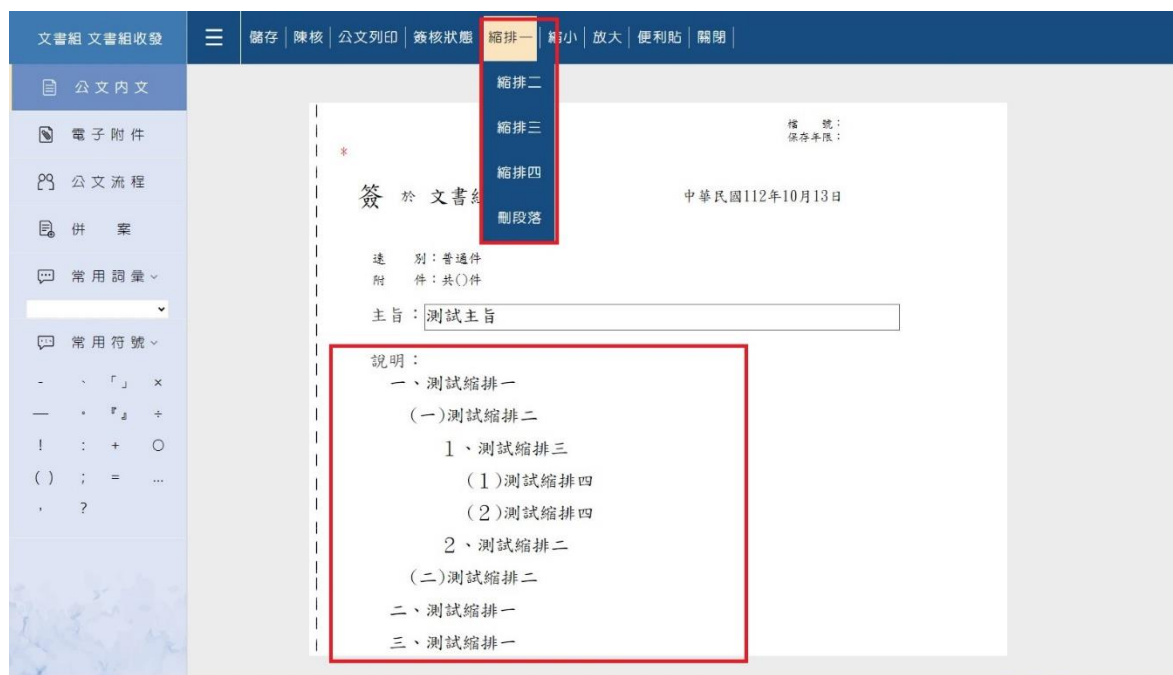 文書組 文書組收發
☰ 儲存 | 陳核 | 公文列印 | 簽核狀態 | 縮排一 | 縮小 | 放大 | 便利貼 | 關閉 |
縮排二
縮排三
縮排四
刪段落
公文內文
電子附件
公文流程
併 案
常用詞彙
常用符號
- 、 「」 ×
— 。 『』 ÷
! : + ○
( ) ; = …
, ?
檔 號:
保存年限:
*
簽 於 文書組
中華民國112年10月13日
速 別:普通件
附 件:共()件
主旨:測試主旨
說明:
一、測試縮排一
(一)測試縮排二
1、測試縮排三
(1)測試縮排四
(2)測試縮排四
2、測試縮排二
(二)測試縮排二
二、測試縮排一
三、測試縮排一